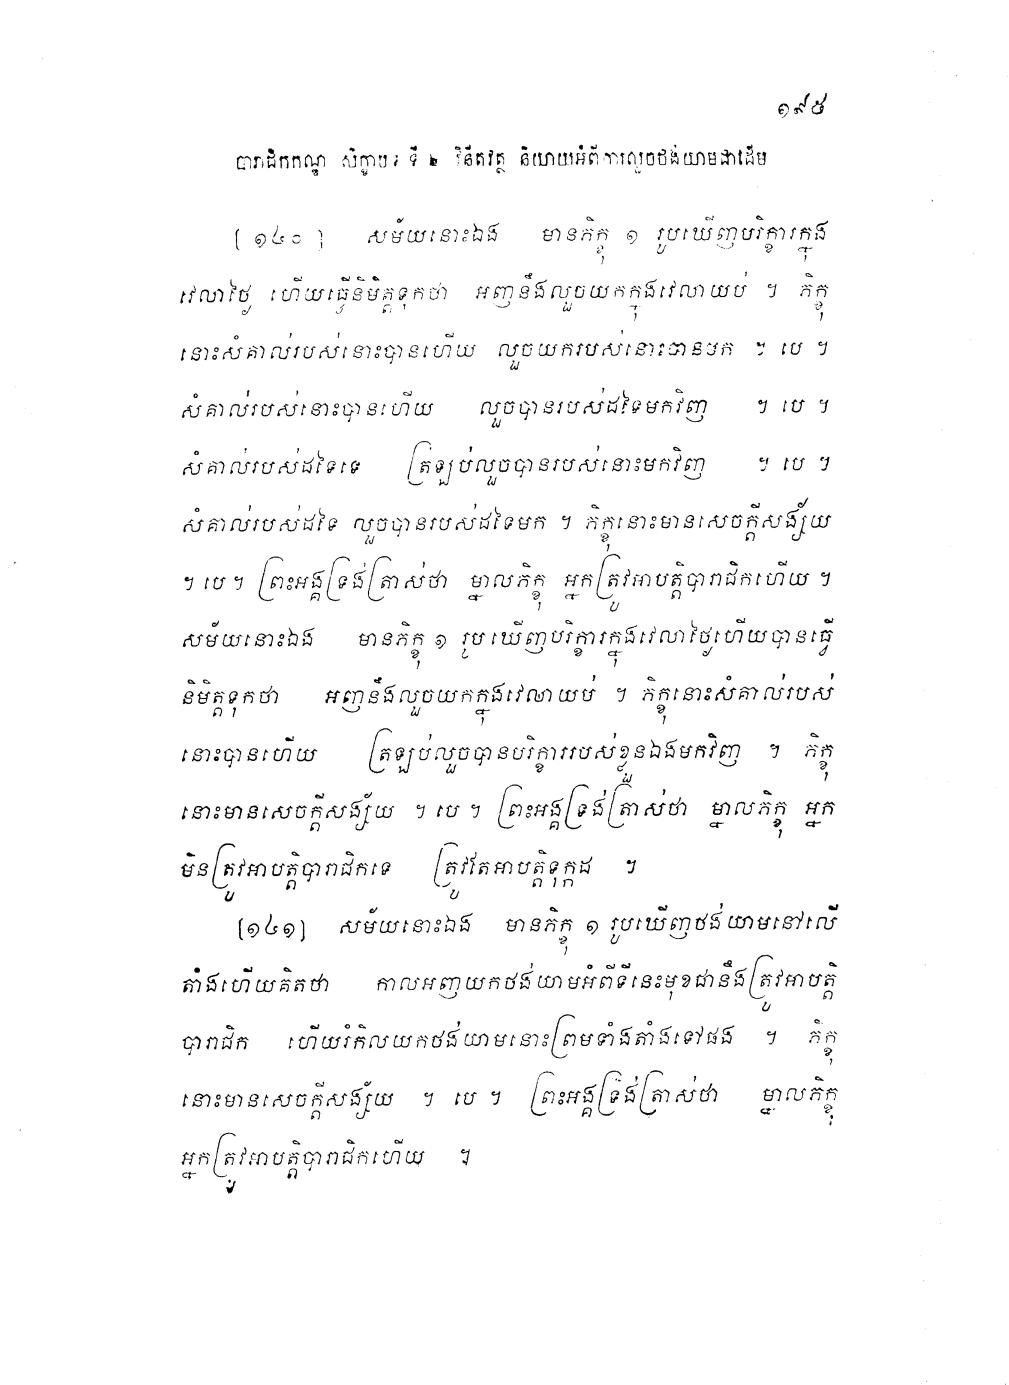 ១៩៥
បារាជិកកណ្ឌ សិក្ខាបទ ទី ២ វិនីតវត្ថុ និយាយអំពីការលួចថង់យាមជាដើម
[១៤០] សម័យនោះឯង មានភិក្ខុ ១ រូបឃើញបរិក្ខារក្នុង
វេលាថ្ងៃ ហើយធ្វើនិមិត្តទុកថា អញនឹងលួចយកក្នុងវេលាយប់ ។ ភិក្ខុ
នោះសំគាល់របស់នោះបានហើយ លួចយករបស់នោះបានមក ។ បេ ។
សំគាល់របស់នោះបានហើយ លួចបានរបស់ដទៃមកវិញ ។ បេ ។
សំគាល់របស់ដទៃទេ ត្រឡប់លួចបានរបស់នោះមកវិញ ។ បេ ។
សំគាល់របស់ដទៃ លួចបានរបស់ដទៃមក ។ ភិក្ខុនោះមានសេចក្តីសង្ស័យ
។ បេ ។ ព្រះអង្គទ្រង់ត្រាស់ថា ម្នាលភិក្ខុ អ្នកត្រូវអាបត្តិបារាជិកហើយ ។
សម័យនោះឯង មានភិក្ខុ ១ រូបឃើញបរិក្ខារក្នុងវេលាថ្ងៃហើយបានធ្វើ
និមិត្តទុកថា អញនឹងលួចយកក្នុងវេលាយប់ ។ ភិក្ខុនោះសំគាល់របស់
នោះបានហើយ ត្រឡប់លួចបានបរិក្ខាររបស់ខ្លួនឯងមកវិញ ។ ភិក្ខុ
នោះមានសេចក្តីសង្ស័យ ។ បេ ។ ព្រះអង្គទ្រង់ត្រាស់ថា ម្នាលភិក្ខុ អ្នក
មិនត្រូវអាបត្តិបារាជិកទេ ត្រូវតែអាបត្តិទុក្កដ ។
[១៤១] សម័យនោះឯង មានភិក្ខុ ១ រូបឃើញថង់យាមនៅលើ
តាំងហើយគិតថា កាលអញយកថង់យាមអំពីទីនេះមុខជានឹងត្រូវអាបត្តិ
បារាជិក ហើយរំកិលយកថង់យាមនោះព្រមទាំងតាំងទៅផង ។ ភិក្ខុ
នោះមានសេចក្តីសង្ស័យ ។ បេ ។ ព្រះអង្គទ្រង់ត្រាស់ថា ម្នាលភិក្ខុ
អ្នកត្រូវអាបត្តិបារាជិកហើយ ។